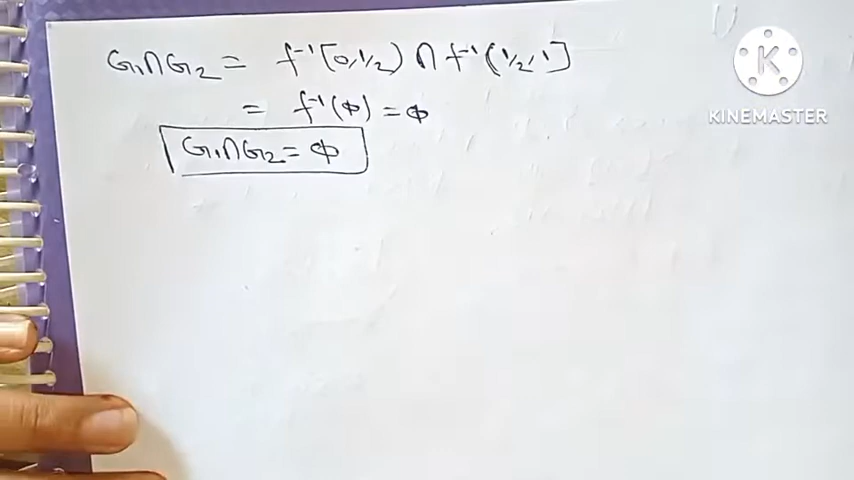 G₁∩G₂ = f⁻¹[0,1/2) ∩ f⁻¹(1/2,1]
= f⁻¹(ϕ) = ϕ
G₁∩G₂ = ϕ
K
KINEMASTER